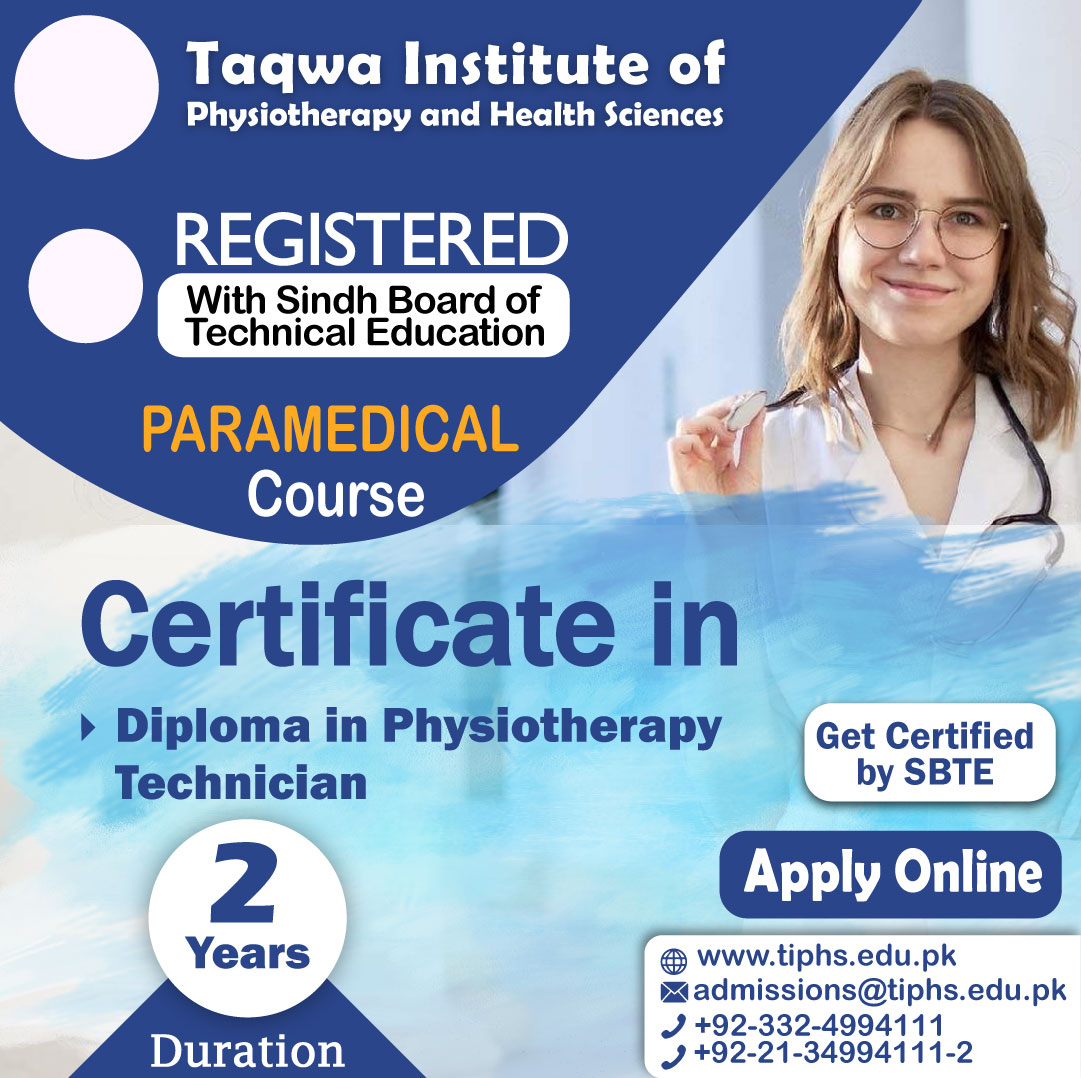 Taqwa Institute of
Physiotherapy and Health Sciences
REGISTERED
With Sindh Board of
Technical Education
PARAMEDICAL
Course
Certificate in
Diploma in Physiotherapy
Technician
Get Certified
by SBTE
2
Years
Duration
Apply Online
www.tiphs.edu.pk
admissions@tiphs.edu.pk
+92-332-4994111
+92-21-34994111-2